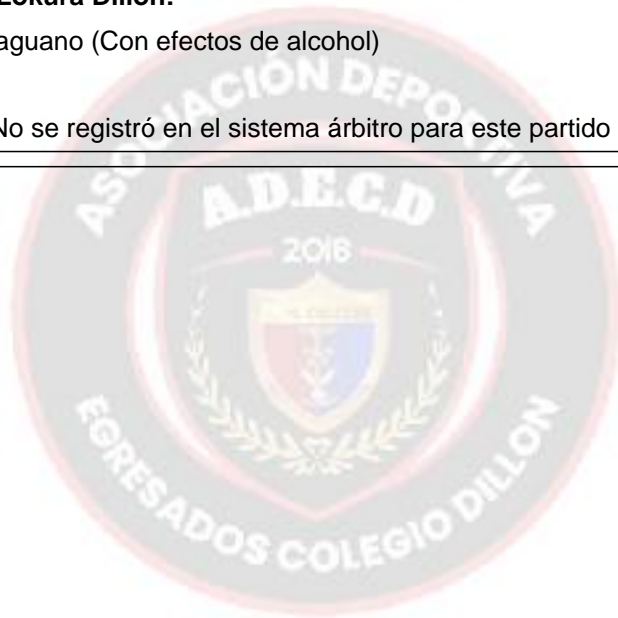 Lokura Dillon:
aguano (Con efectos de alcohol)
No se registró en el sistema árbitro para este partido
ASOCIACIÓN DEPORTIVA
A.D.E.C.D
2016
EGRESADOS COLEGIO DILLON